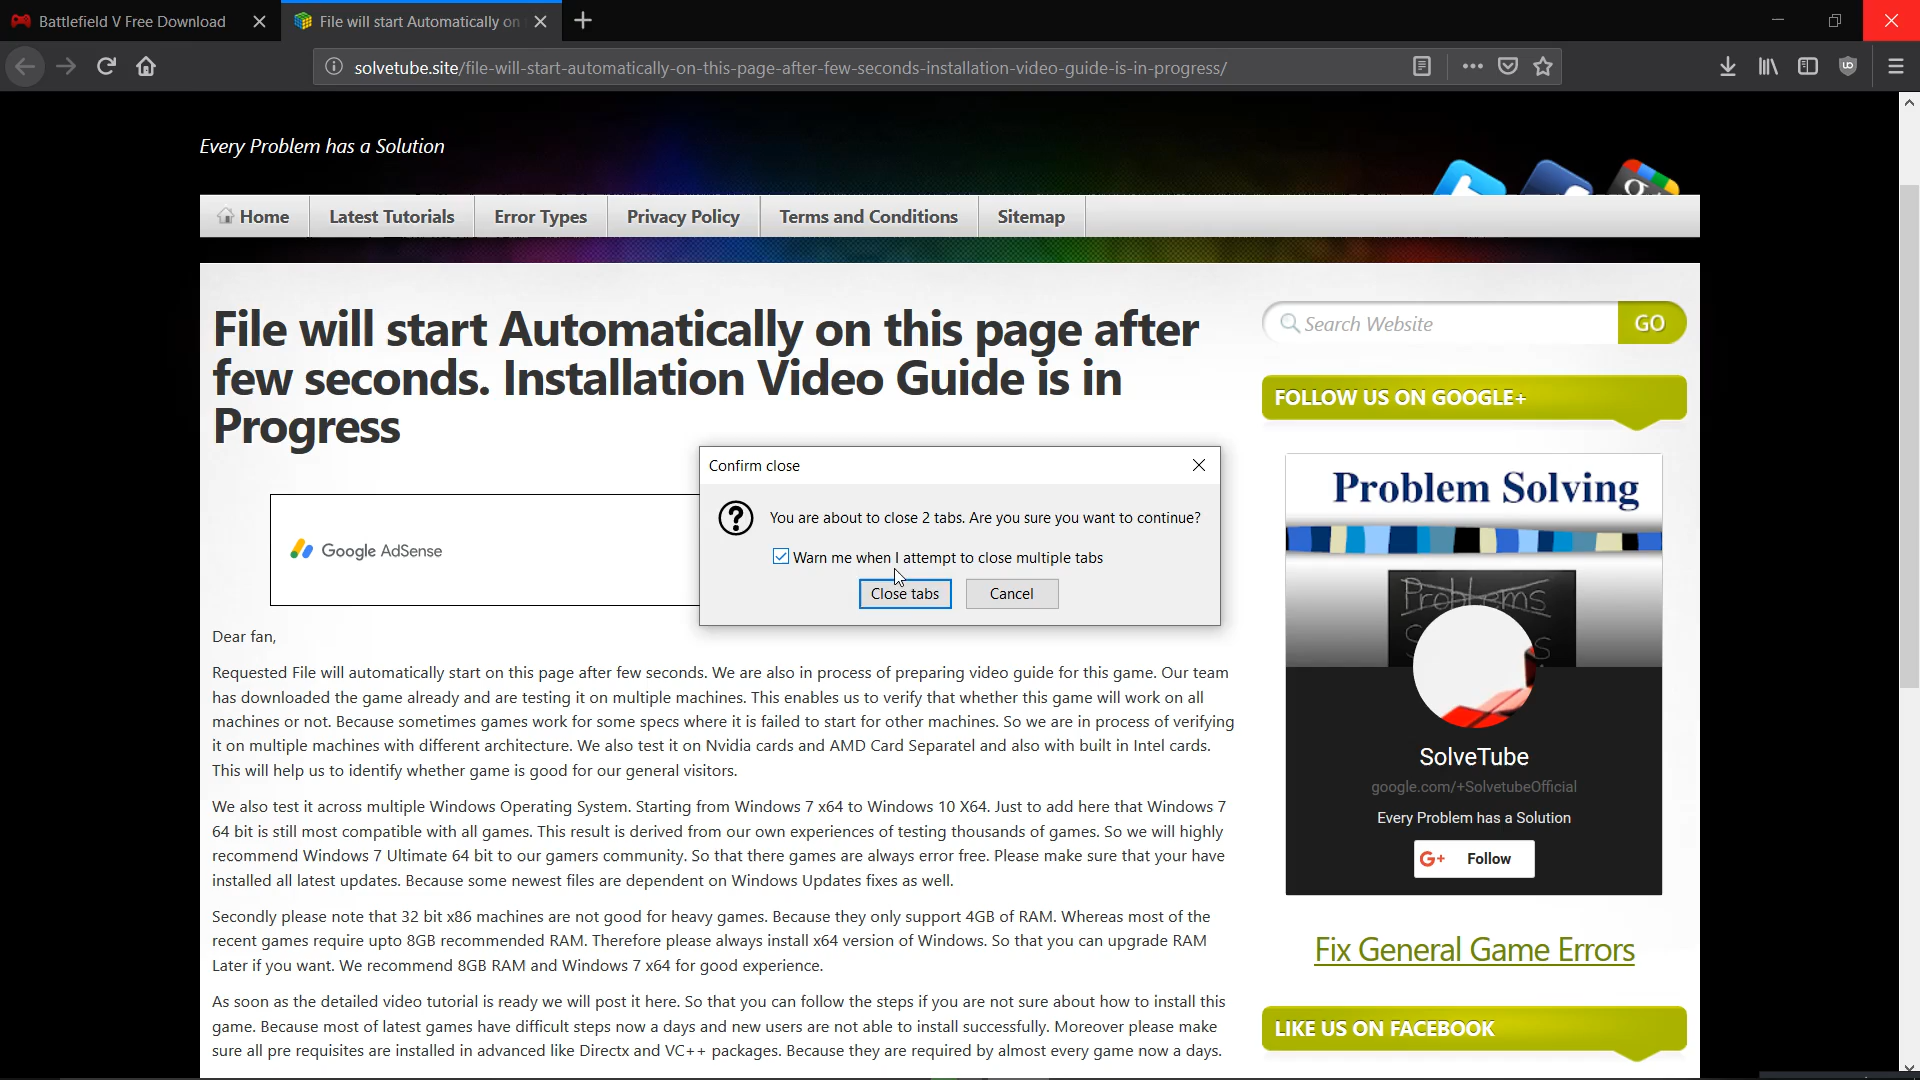 Battlefield V Free Download
File will start Automatically on
solvetube.site/file-will-start-automatically-on-this-page-after-few-seconds-installation-video-guide-is-in-progress/
Every Problem has a Solution
Home
Latest Tutorials
Error Types
Privacy Policy
Terms and Conditions
Sitemap
File will start Automatically on this page after
few seconds. Installation Video Guide is in
Progress
Search Website
GO
FOLLOW US ON GOOGLE+
Confirm close
You are about to close 2 tabs. Are you sure you want to continue?
Warn me when I attempt to close multiple tabs
Close tabs
Cancel
Google AdSense
Problem Solving
Problems
SolveTube
google.com/+SolvetubeOfficial
Every Problem has a Solution
G+ Follow
Dear fan,
Requested File will automatically start on this page after few seconds. We are also in process of preparing video guide for this game. Our team
has downloaded the game already and are testing it on multiple machines. This enables us to verify that whether this game will work on all
machines or not. Because sometimes games work for some specs where it is failed to start for other machines. So we are in process of verifying
it on multiple machines with different architecture. We also test it on Nvidia cards and AMD Card Separatel and also with built in Intel cards.
This will help us to identify whether game is good for our general visitors.
We also test it across multiple Windows Operating System. Starting from Windows 7 x64 to Windows 10 X64. Just to add here that Windows 7
64 bit is still most compatible with all games. This result is derived from our own experiences of testing thousands of games. So we will highly
recommend Windows 7 Ultimate 64 bit to our gamers community. So that there games are always error free. Please make sure that your have
installed all latest updates. Because some newest files are dependent on Windows Updates fixes as well.
Secondly please note that 32 bit x86 machines are not good for heavy games. Because they only support 4GB of RAM. Whereas most of the
recent games require upto 8GB recommended RAM. Therefore please always install x64 version of Windows. So that you can upgrade RAM
Later if you want. We recommend 8GB RAM and Windows 7 x64 for good experience.
As soon as the detailed video tutorial is ready we will post it here. So that you can follow the steps if you are not sure about how to install this
game. Because most of latest games have difficult steps now a days and new users are not able to install successfully. Moreover please make
sure all pre requisites are installed in advanced like Directx and VC++ packages. Because they are required by almost every game now a days.
Fix General Game Errors
LIKE US ON FACEBOOK